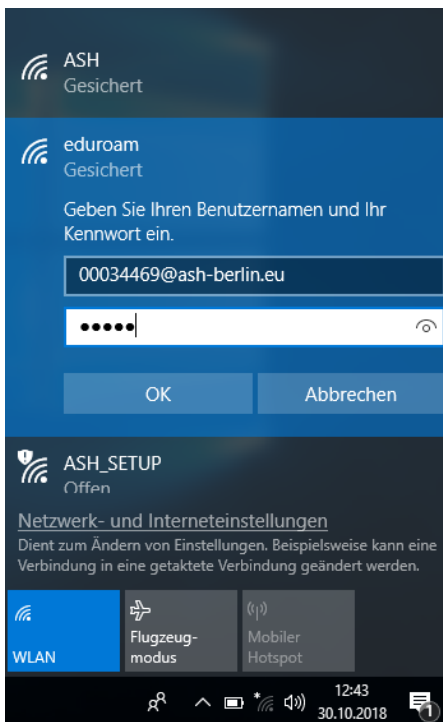 ASH
Gesichert
eduroam
Gesichert
Geben Sie Ihren Benutzernamen und Ihr
Kennwort ein.
00034469@ash-berlin.eu
●●●●●
OK Abbrechen
ASH_SETUP
Offen
Netzwerk- und Interneteinstellungen
Dient zum Ändern von Einstellungen. Beispielsweise kann eine
Verbindung in eine getaktete Verbindung geändert werden.
WLAN
Flugzeug-
modus
Mobiler
Hotspot
12:43
30.10.2018
1